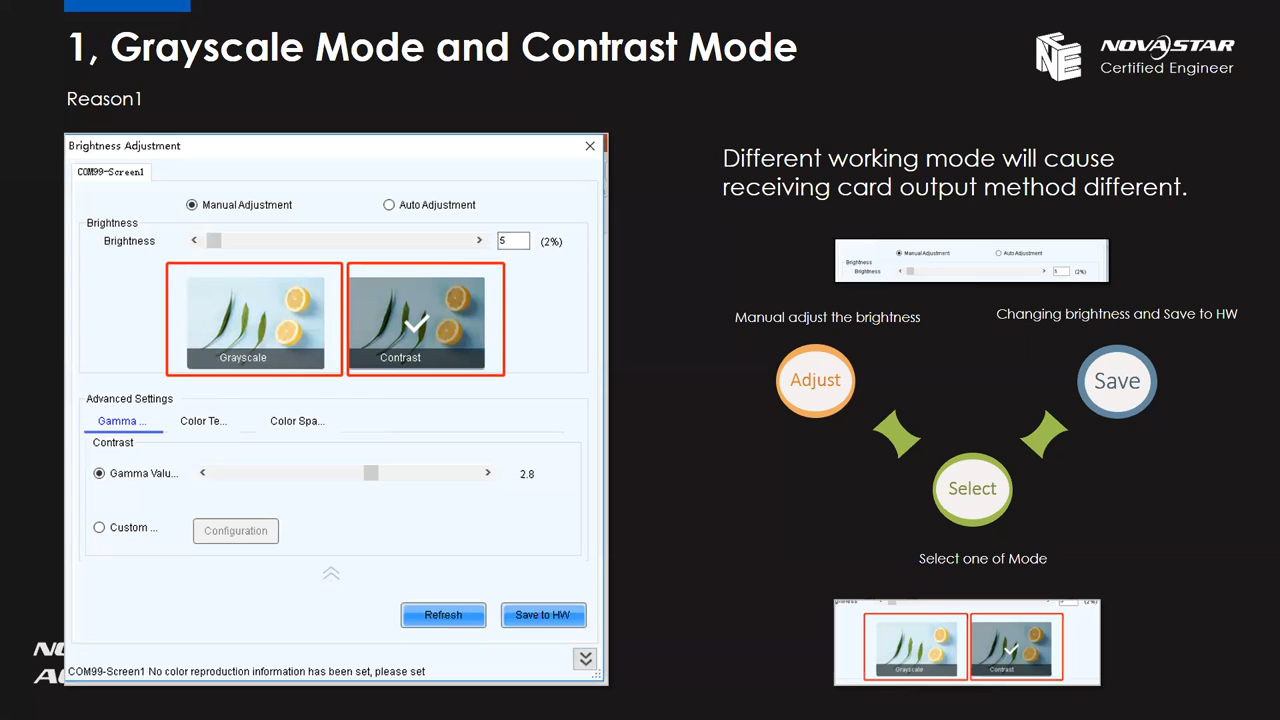 1, Grayscale Mode and Contrast Mode
NOVASTAR
Certified Engineer
Reason1
Brightness Adjustment
COM99-Screen1
Manual Adjustment
Auto Adjustment
Brightness
Brightness
5
(2%)
Grayscale
Contrast
Advanced Settings
Gamma ...
Color Te...
Color Spa...
Contrast
Gamma Valu...
2.8
Custom ...
Configuration
Refresh
Save to HW
COM99-Screen1 No color reproduction information has been set, please set
Different working mode will cause
receiving card output method different.
Manual Adjustment
Auto Adjustment
Brightness
Brightness
5
(2%)
Manual adjust the brightness
Changing brightness and Save to HW
Adjust
Save
Select
Select one of Mode
Grayscale
Contrast